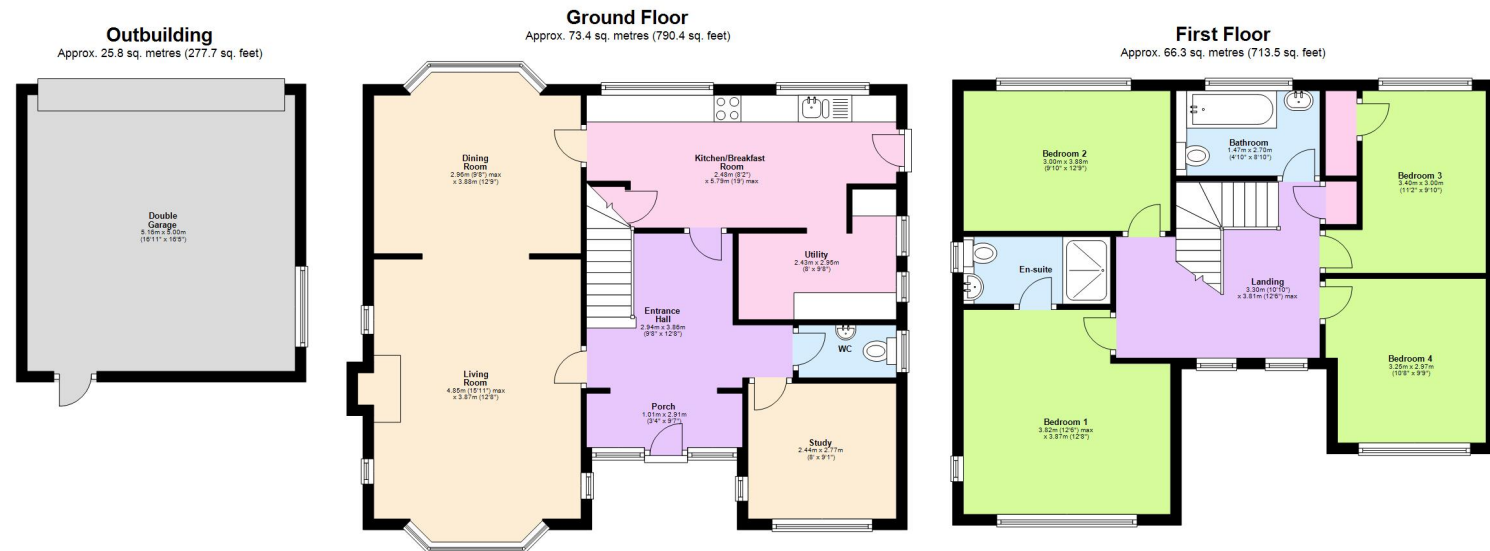 Outbuilding
Approx. 25.8 sq. metres (277.7 sq. feet)
Double
Garage
5.16m x 5.00m
(16'11" x 16'5")
Ground Floor
Approx. 73.4 sq. metres (790.4 sq. feet)
Dining
Room
2.96m (9'8") max
x 3.88m (12'9")
Kitchen/Breakfast
Room
2.48m (8'2")
x 5.79m (19') max
Utility
2.43m x 2.95m
(8' x 9'8")
Entrance
Hall
2.94m x 3.86m
(9'8" x 12'8")
WC
Living
Room
4.85m (15'11") max
x 3.87m (12'8")
Porch
1.01m x 2.91m
(3'4" x 9'7")
Study
2.44m x 2.77m
(8' x 9'1")
First Floor
Approx. 66.3 sq. metres (713.5 sq. feet)
Bedroom 2
3.00m x 3.88m
(9'10" x 12'9")
Bathroom
1.47m x 2.70m
(4'10" x 8'10")
Bedroom 3
3.40m x 3.00m
(11'2" x 9'10")
En-suite
Landing
3.30m (10'10")
x 3.81m (12'6") max
Bedroom 4
3.25m x 2.97m
(10'8" x 9'9")
Bedroom 1
3.82m (12'6") max
x 3.87m (12'8")